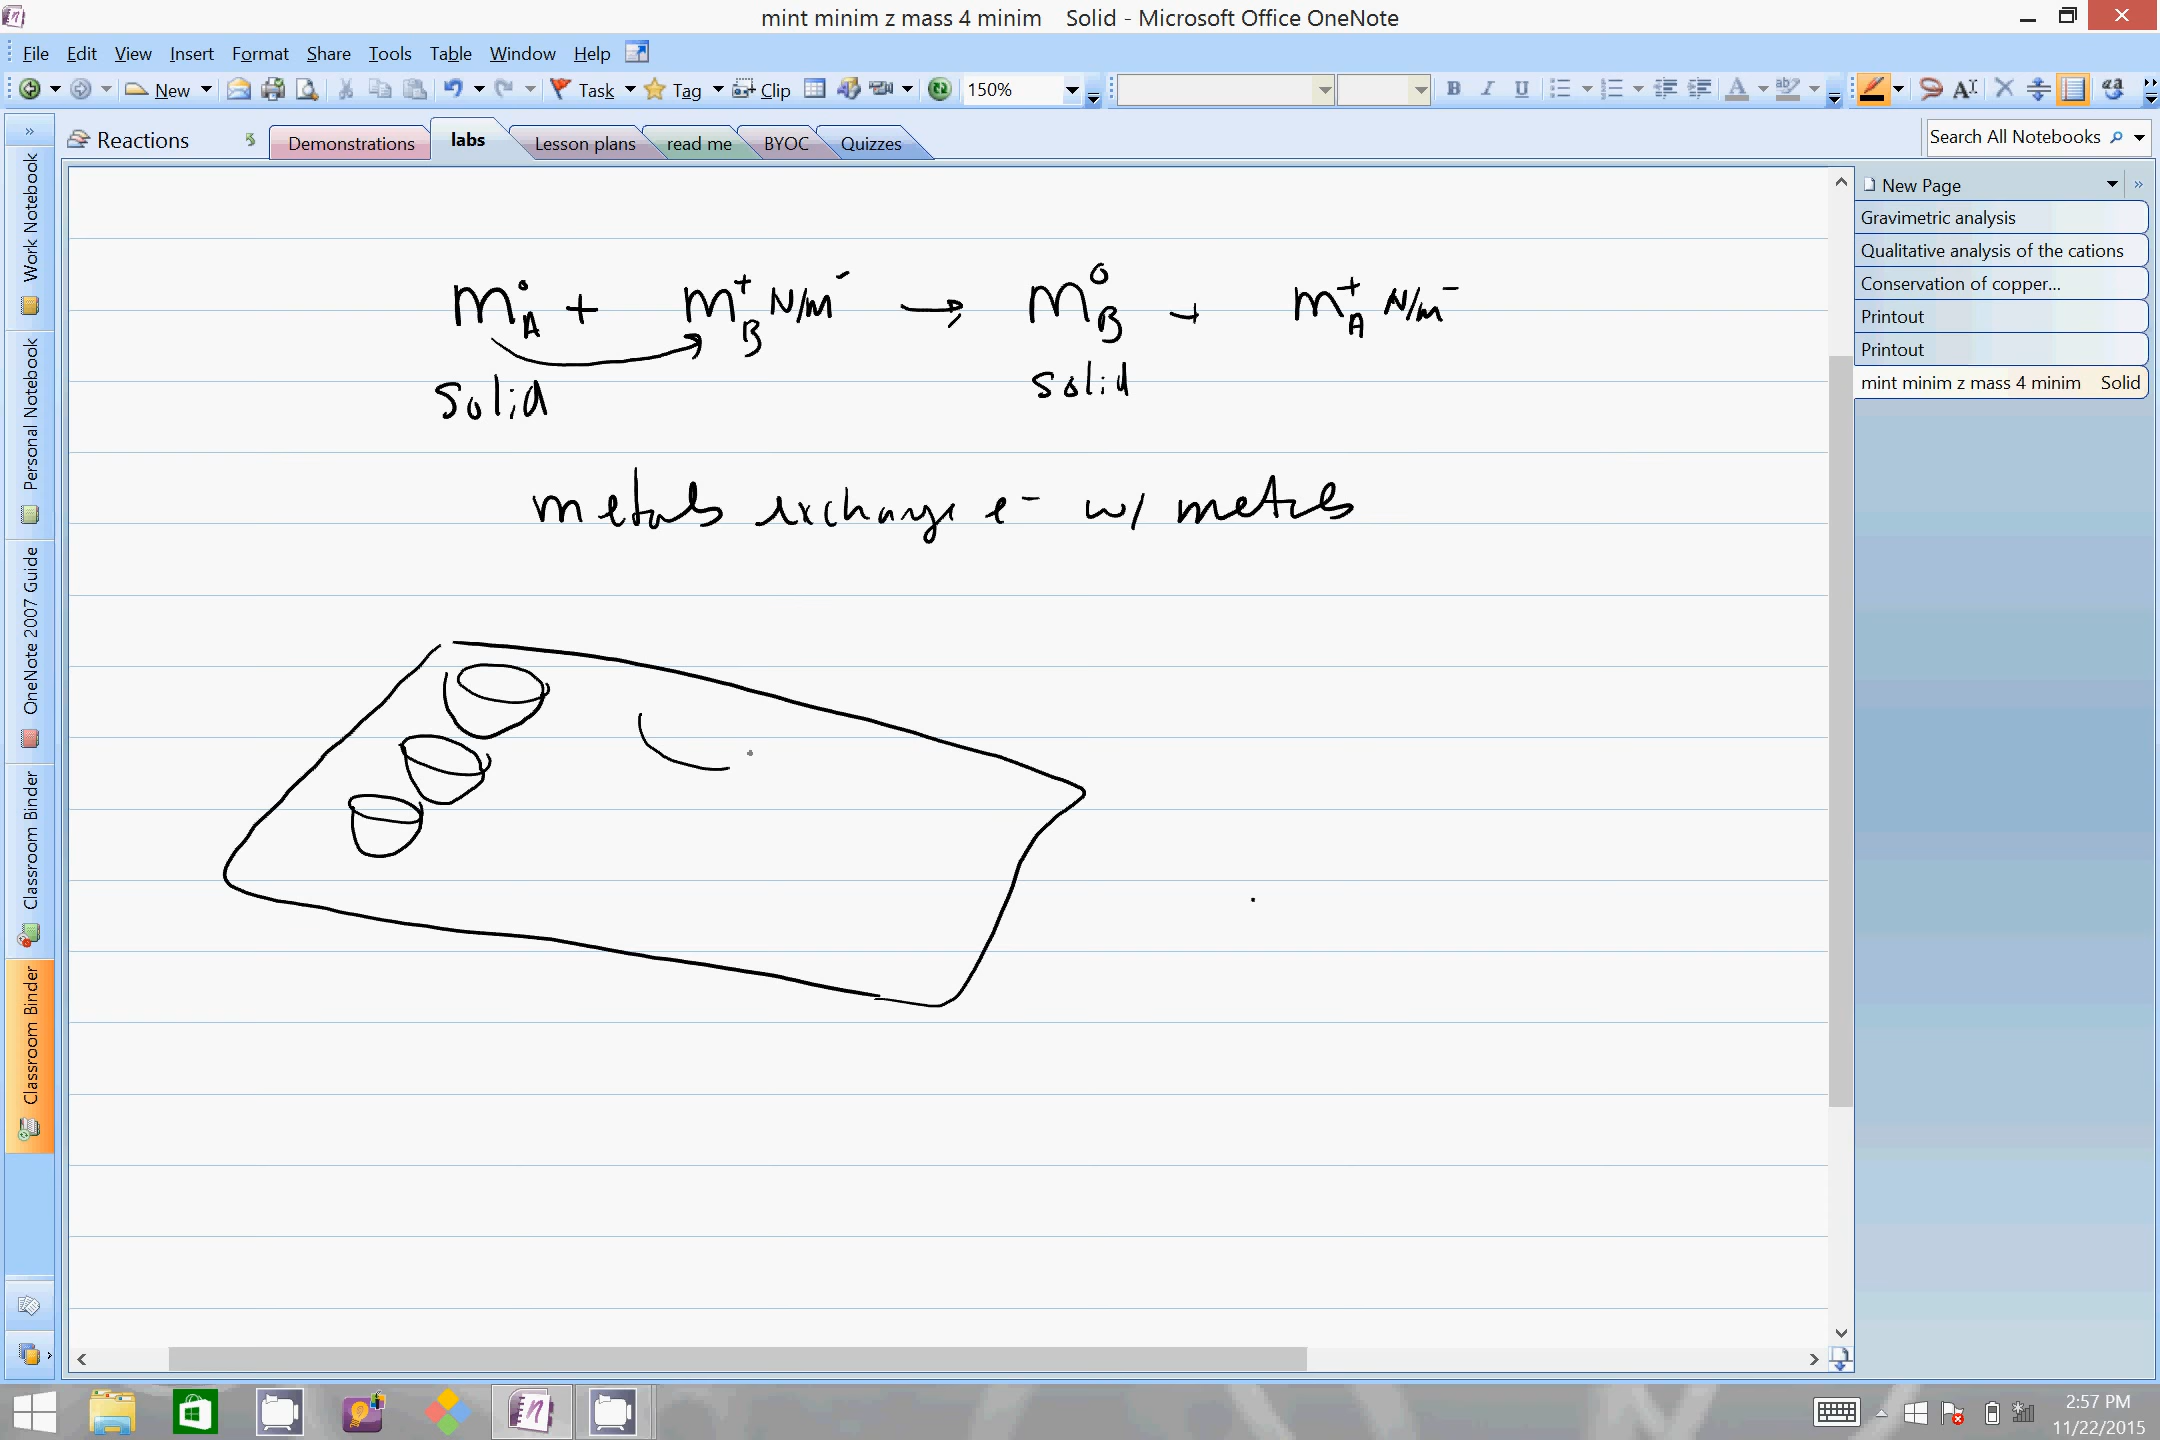 mint minim z mass 4 minim    Solid - Microsoft Office OneNote
File Edit View Insert Format Share Tools Table Window Help
New Task Tag Clip 150% B I U A ab A
Reactions Demonstrations labs Lesson plans read me BYOC Quizzes Search All Notebooks
New Page
Gravimetric analysis
Qualitative analysis of the cations
Conservation of copper...
Printout
Printout
mint minim z mass 4 minim    Solid
Work Notebook
Personal Notebook
OneNote 2007 Guide
Classroom Binder
Classroom Binder
M°A + M⁺B N/M⁻ → M⁰B + M⁺A N/M⁻
Solid solid
metals exchange e⁻ w/ metals
2:57 PM
11/22/2015